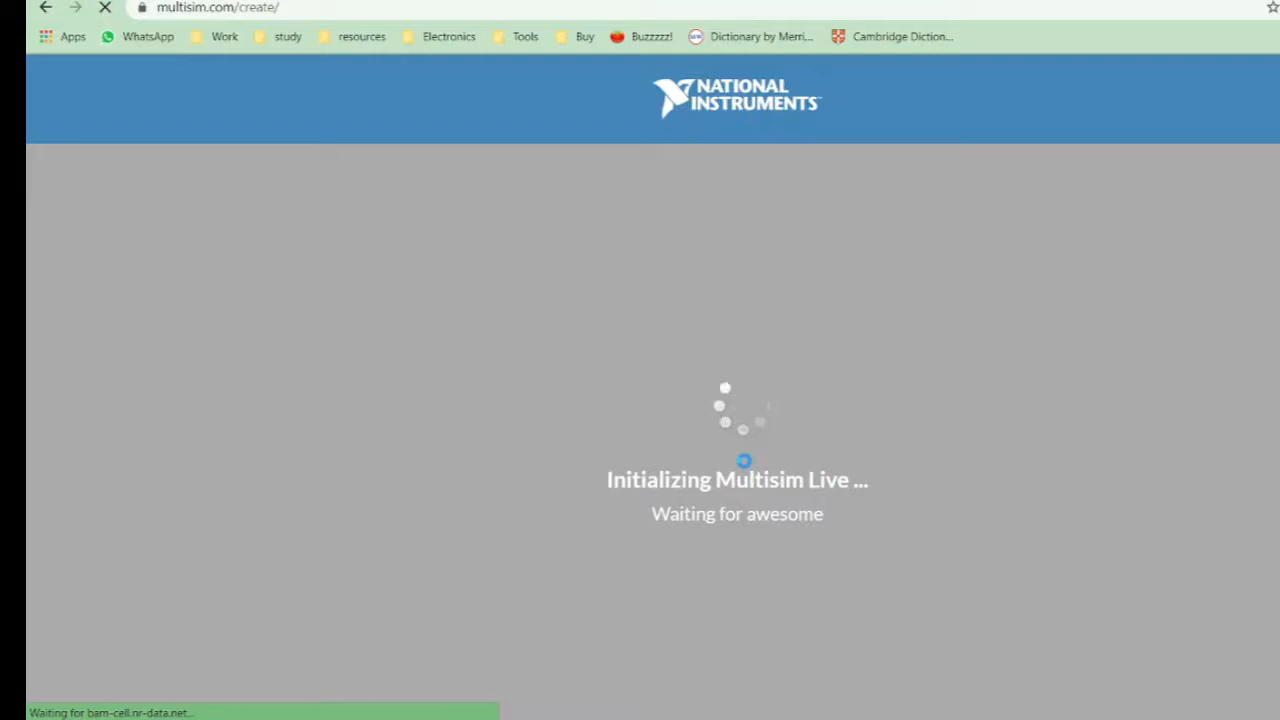 multisim.com/create/
Apps WhatsApp Work study resources Electronics Tools Buy Buzzzzz! Dictionary by Merri... Cambridge Diction...
NATIONAL
INSTRUMENTS™
Initializing Multisim Live ...
Waiting for awesome
Waiting for bam-cell.nr-data.net...